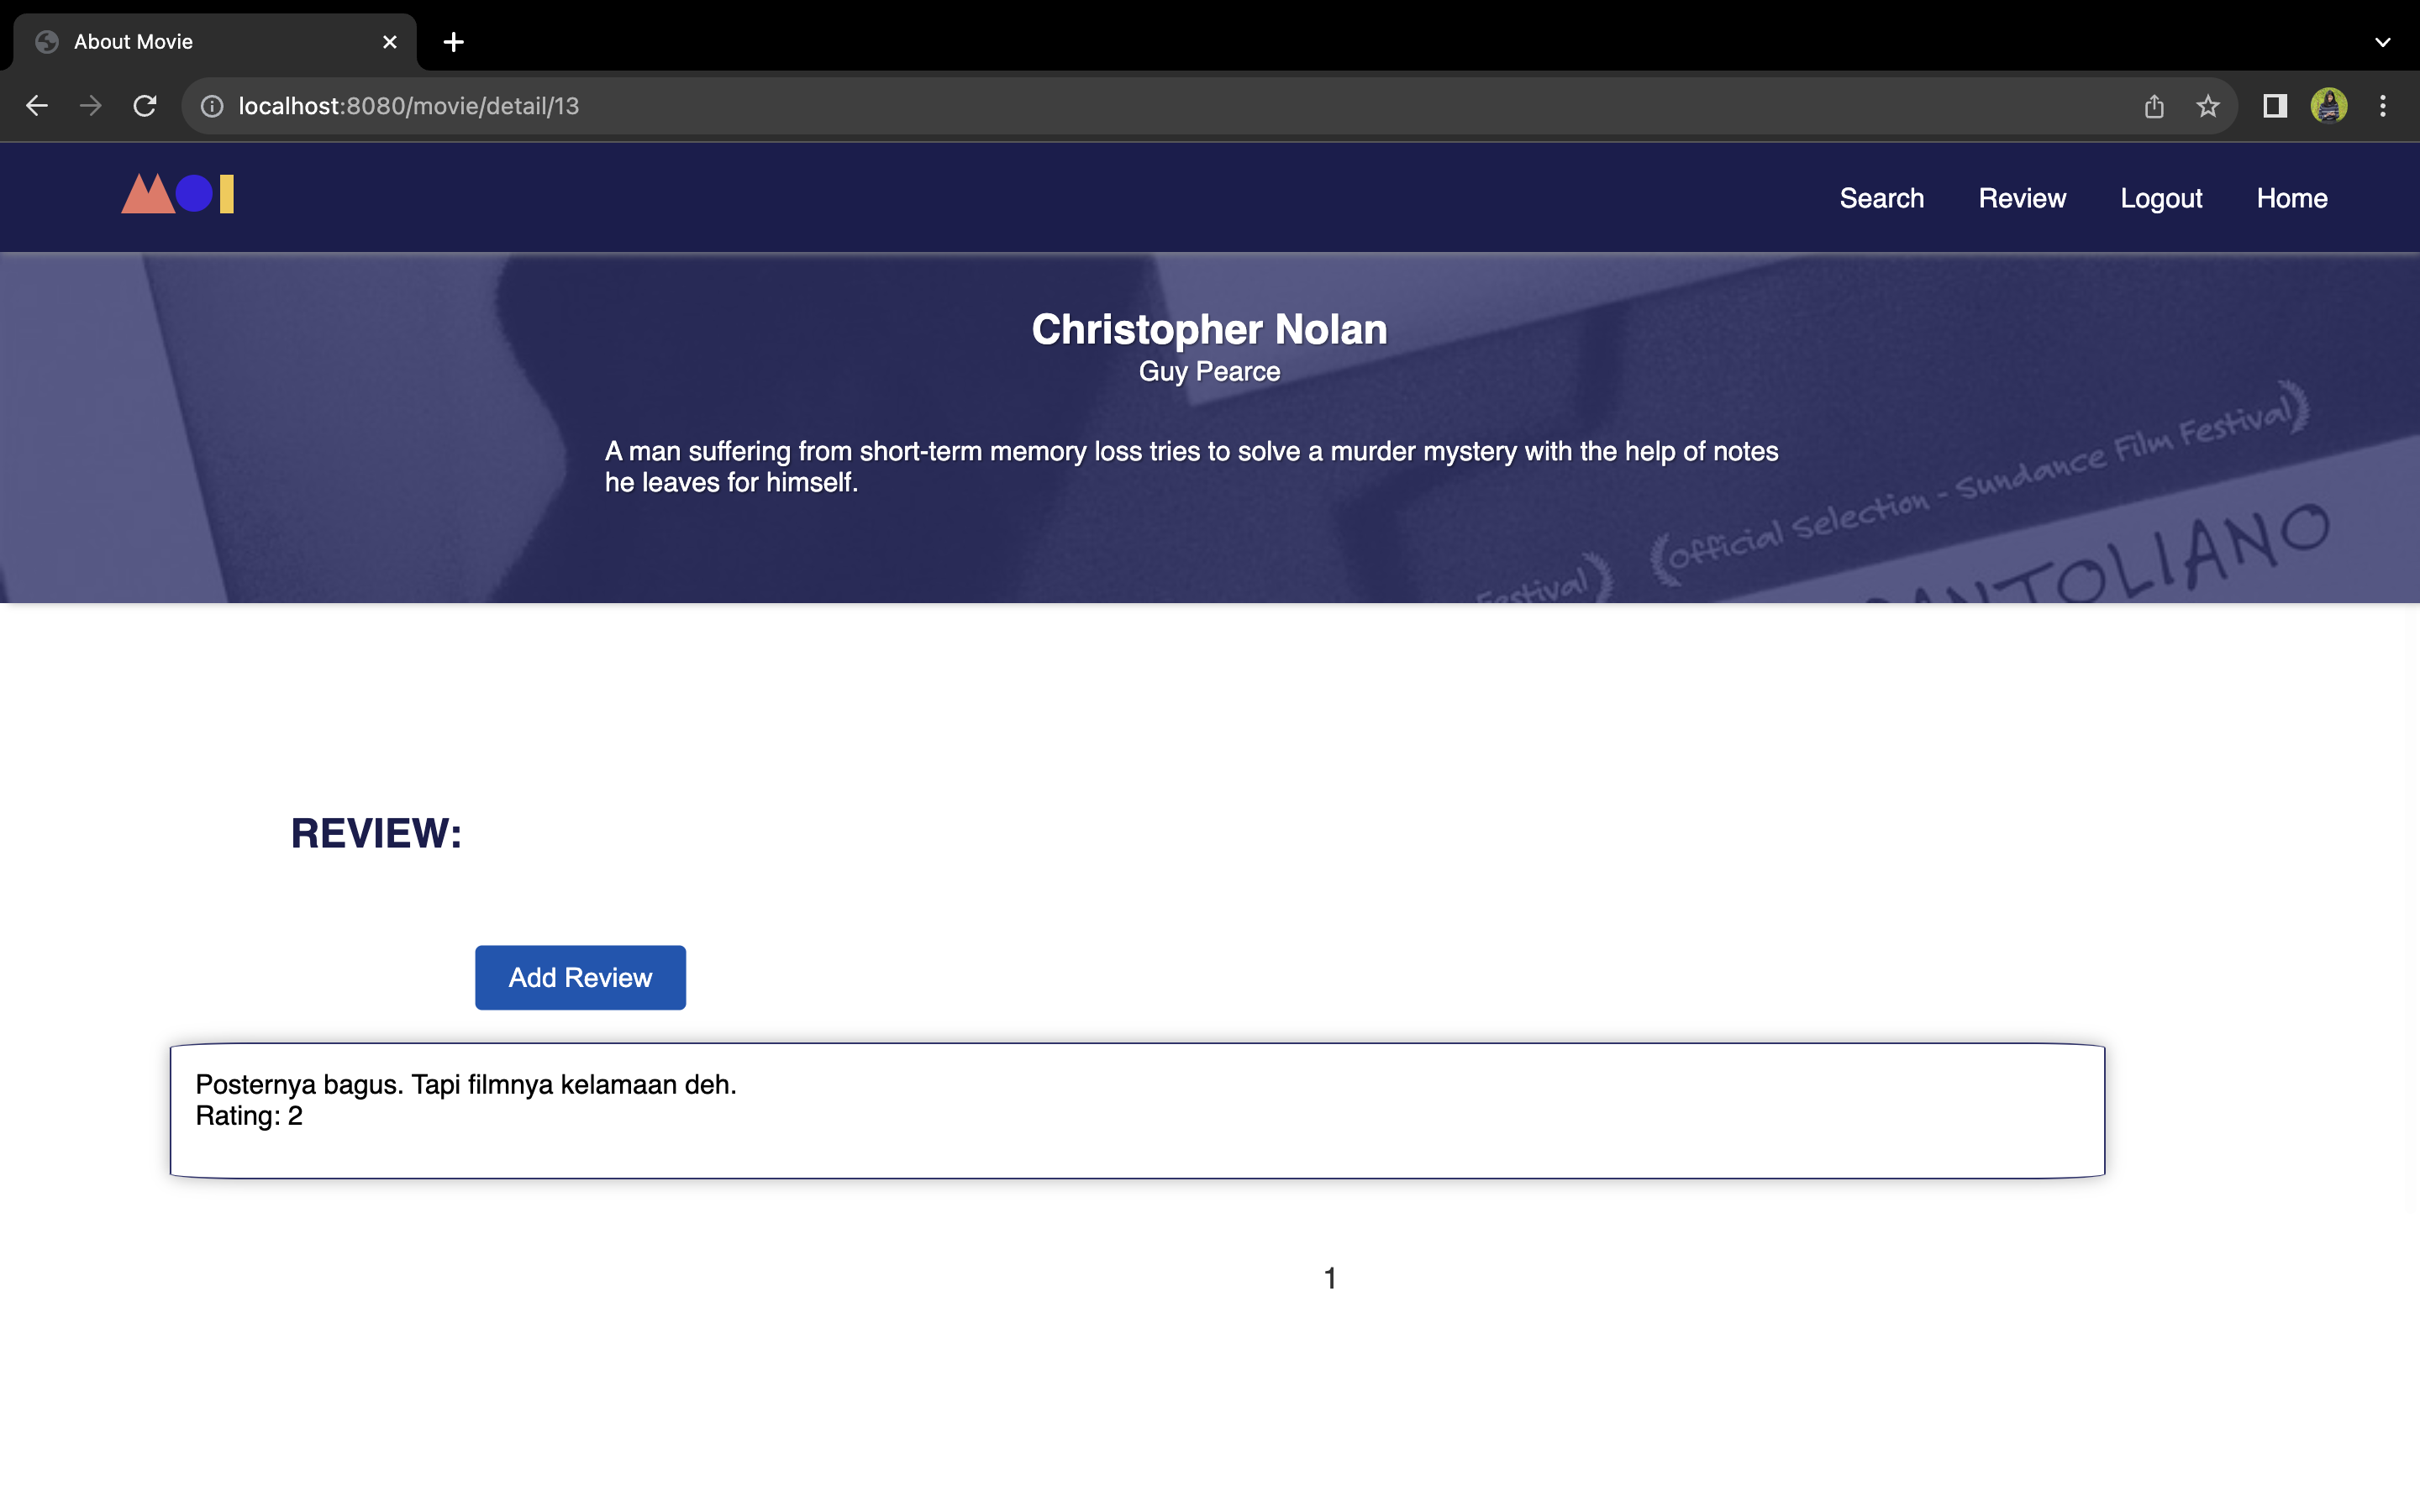 About Movie
localhost:8080/movie/detail/13
MOI
Search Review Logout Home
Christopher Nolan
Guy Pearce
A man suffering from short-term memory loss tries to solve a murder mystery with the help of notes
he leaves for himself.
(Official Selection - Sundance Film Festival)
Festival)
ANTOLIANO
REVIEW:
Add Review
Posternya bagus. Tapi filmnya kelamaan deh.
Rating: 2
1